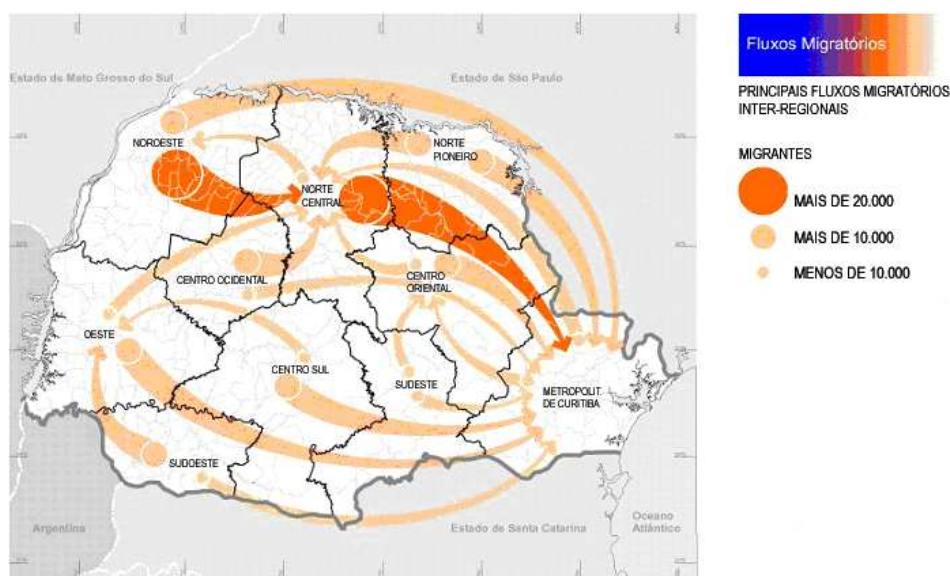 Estado de Mato Grosso do Sul
Estado de São Paulo
NOROESTE
NORTE
PIONEIRO
NORTE
CENTRAL
CENTRO OCIDENTAL
CENTRO
ORIENTAL
OESTE
CENTRO SUL
SUDESTE
METROPOLIT.
DE CURITIBA
SUDOESTE
Argentina
Estado de Santa Catarina
Oceano
Atlântico
Fluxos Migratórios
PRINCIPAIS FLUXOS MIGRATÓRIOS
INTER-REGIONAIS
MIGRANTES
MAIS DE 20.000
MAIS DE 10.000
MENOS DE 10.000